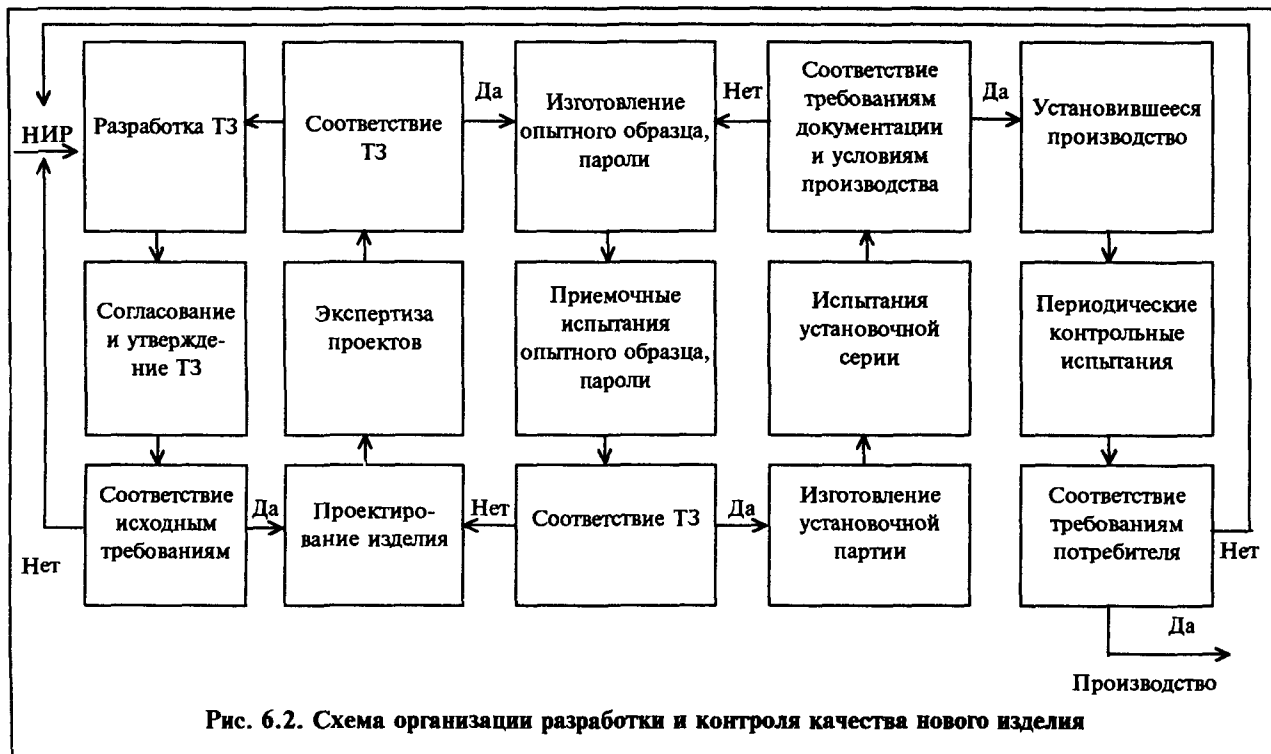 НИР
Разработка ТЗ
Соответствие
ТЗ
Да
Изготовление
опытного образца,
пароли
Нет
Соответствие
требованиям
документации
и условиям
производства
Да
Установившееся
производство
Согласование
и утвержде-
ние ТЗ
Экспертиза
проектов
Приемочные
испытания
опытного образца,
пароли
Испытания
установочной
серии
Периодические
контрольные
испытания
Нет
Соответствие
исходным
требованиям
Да
Проектиро-
вание изделия
Нет
Соответствие ТЗ
Да
Изготовление
установочной
партии
Соответствие
требованиям
потребителя
Нет
Да
Производство
Рис. 6.2. Схема организации разработки и контроля качества нового изделия